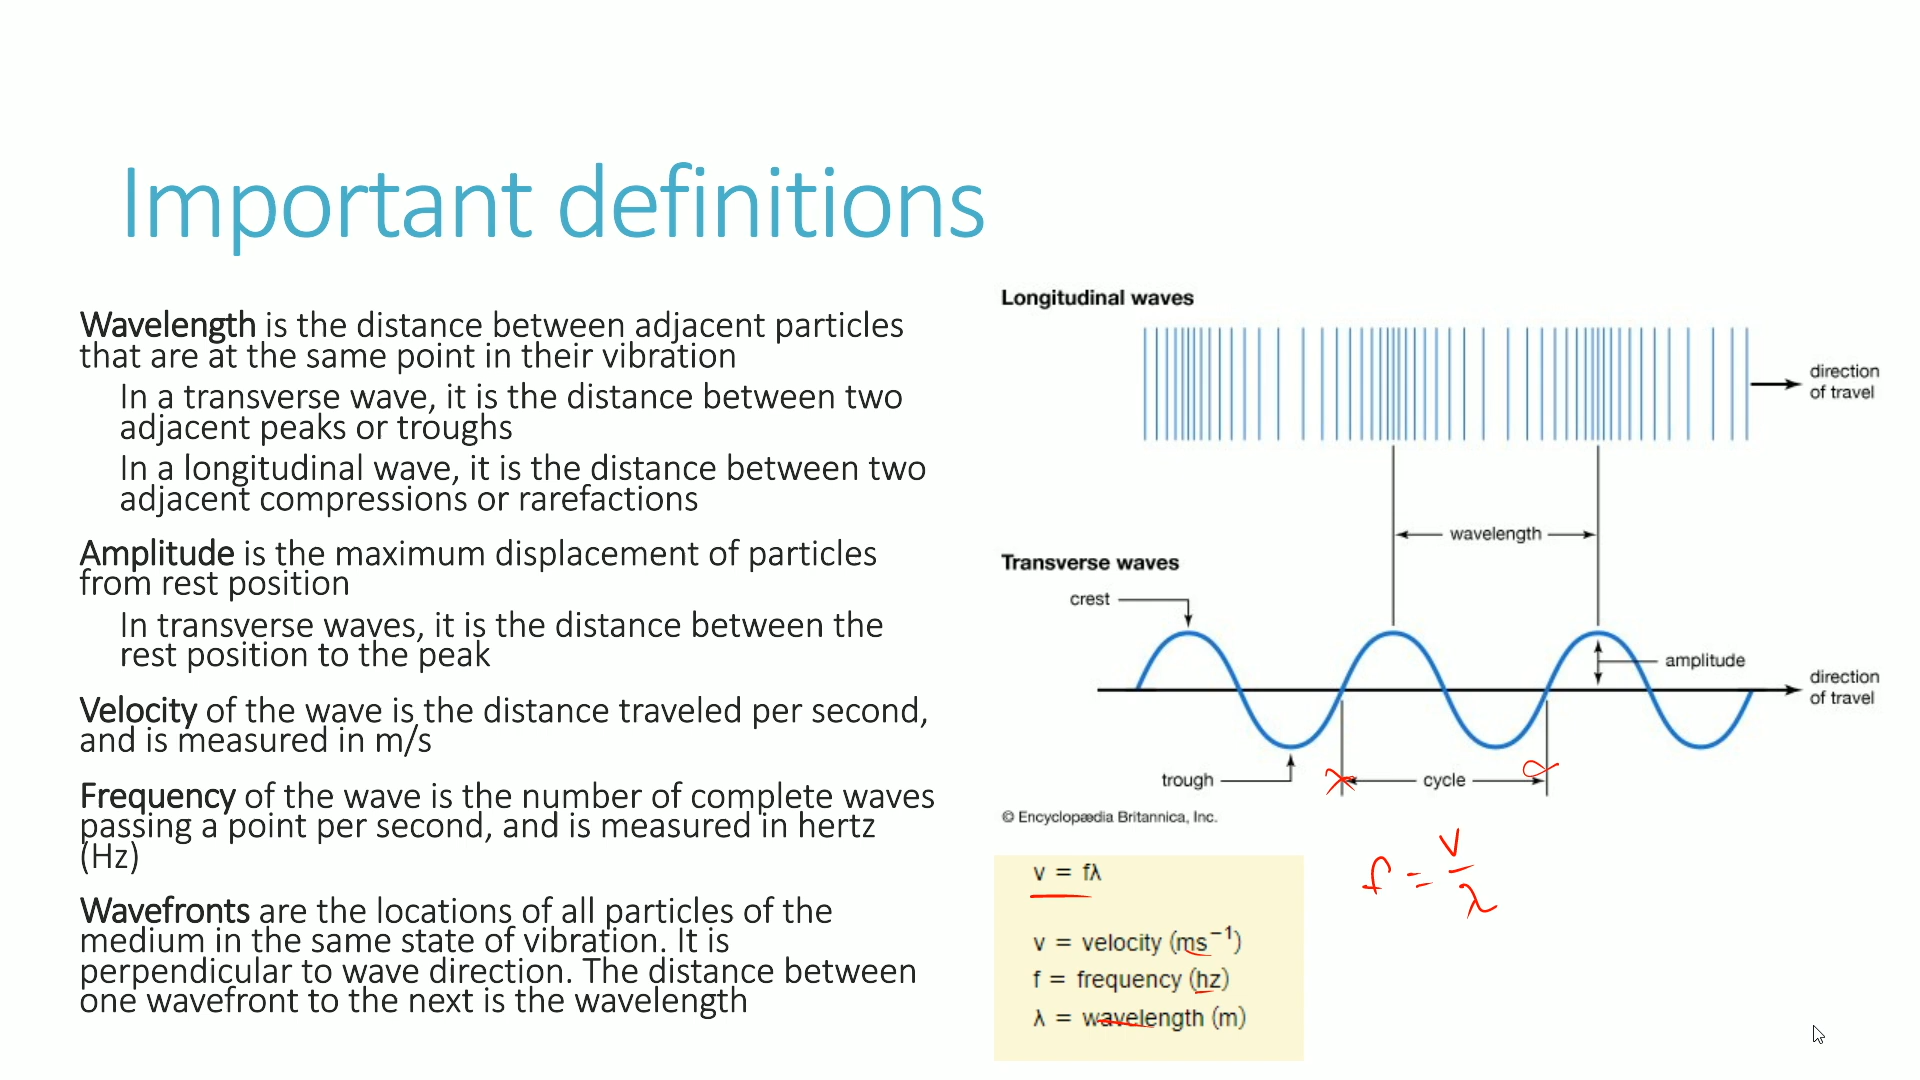 Important definitions
Wavelength is the distance between adjacent particles
that are at the same point in their vibration
In a transverse wave, it is the distance between two
adjacent peaks or troughs
In a longitudinal wave, it is the distance between two
adjacent compressions or rarefactions
Amplitude is the maximum displacement of particles
from rest position
In transverse waves, it is the distance between the
rest position to the peak
Velocity of the wave is the distance traveled per second,
and is measured in m/s
Frequency of the wave is the number of complete waves
passing a point per second, and is measured in hertz
(Hz)
Wavefronts are the locations of all particles of the
medium in the same state of vibration. It is
perpendicular to wave direction. The distance between
one wavefront to the next is the wavelength
Longitudinal waves
direction
of travel
wavelength
Transverse waves
crest
amplitude
direction
of travel
trough
cycle
© Encyclopædia Britannica, Inc.
v = fλ
v = velocity (ms⁻¹)
f = frequency (hz)
λ = wavelength (m)
f = v/λ